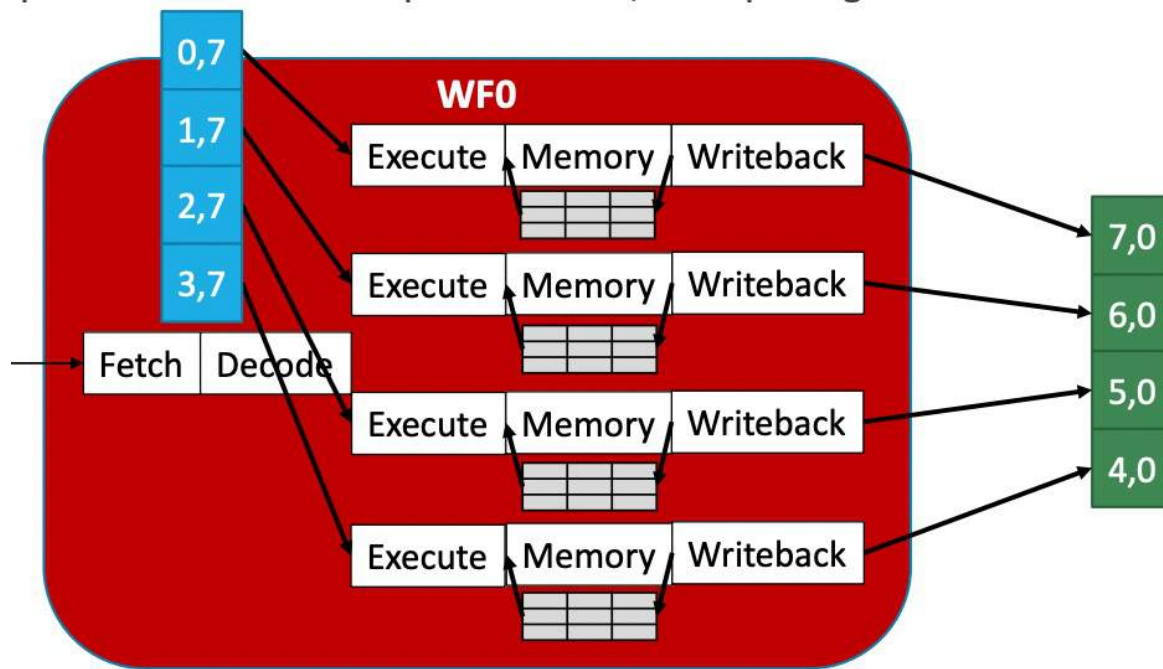 0,7
1,7
2,7
3,7
WF0
Execute Memory Writeback
Execute Memory Writeback
Fetch Decode
Execute Memory Writeback
Execute Memory Writeback
7,0
6,0
5,0
4,0